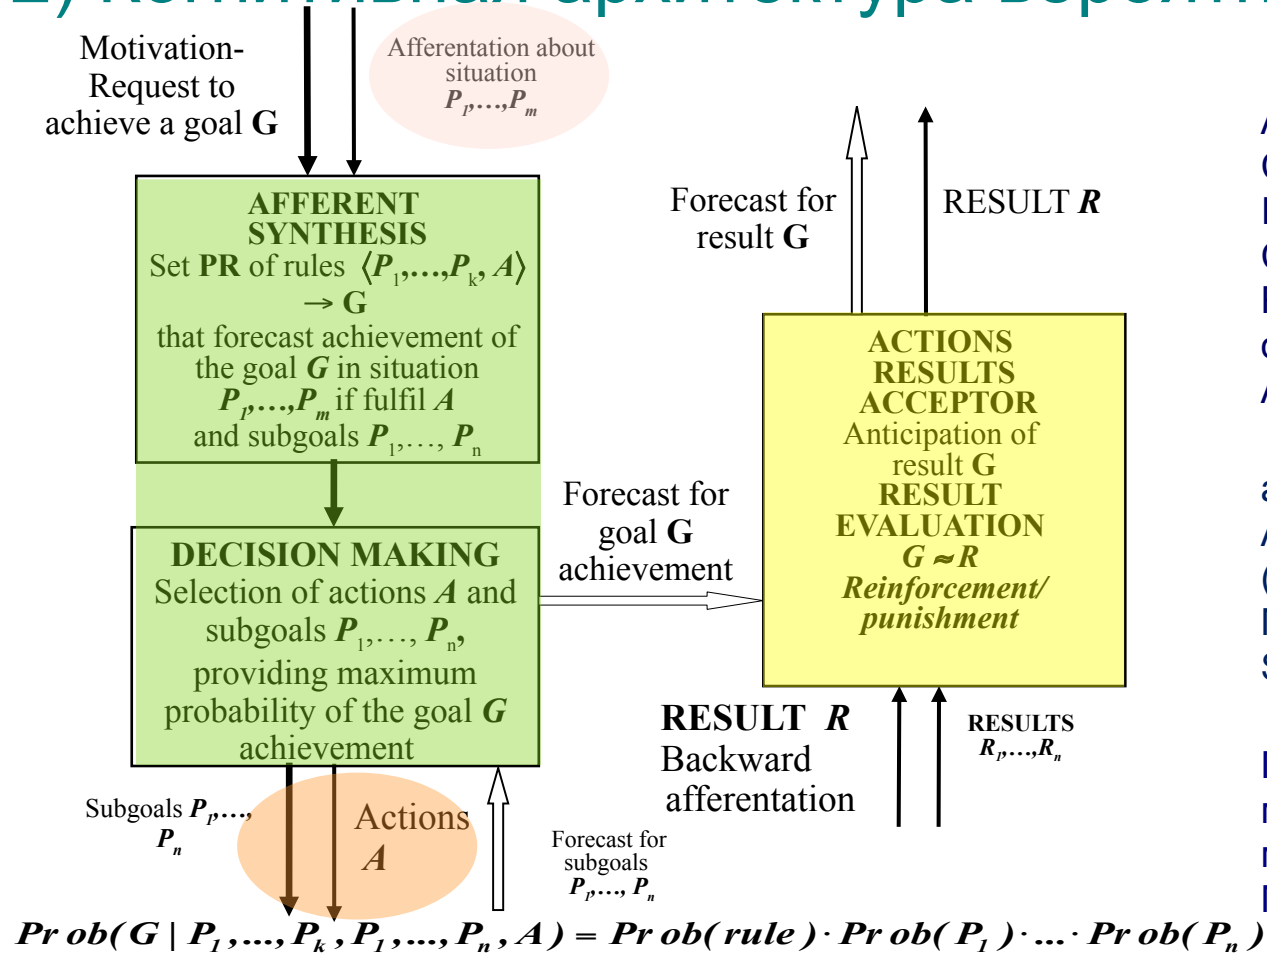 2) Когнитивная архитектура
Motivation-
Request to
achieve a goal G
Afferentation about
situation
P₁,…,Pₘ
AFFERENT
SYNTHESIS
Set PR of rules ⟨P₁,…,Pₖ, A⟩
→ G
that forecast achievement of
the goal G in situation
P₁,…,Pₘ if fulfil A
and subgoals P₁,…, Pₙ
DECISION MAKING
Selection of actions A and
subgoals P₁,…, Pₙ,
providing maximum
probability of the goal G
achievement
Subgoals P₁,…,
Pₙ
Actions
A
Forecast for
subgoals
P₁,…, Pₙ
Forecast for
goal G
achievement
Forecast for
result G
RESULT R
ACTIONS
RESULTS
ACCEPTOR
Anticipation of
result G
RESULT
EVALUATION
G ≈ R
Reinforcement/
punishment
RESULT R
Backward
afferentation
RESULTS
R₁,…,Rₙ
Prob(G | P₁,...,Pₖ,P₁,...,Pₙ,A) = Prob(rule)·Prob(P₁)·...·Prob(Pₙ)